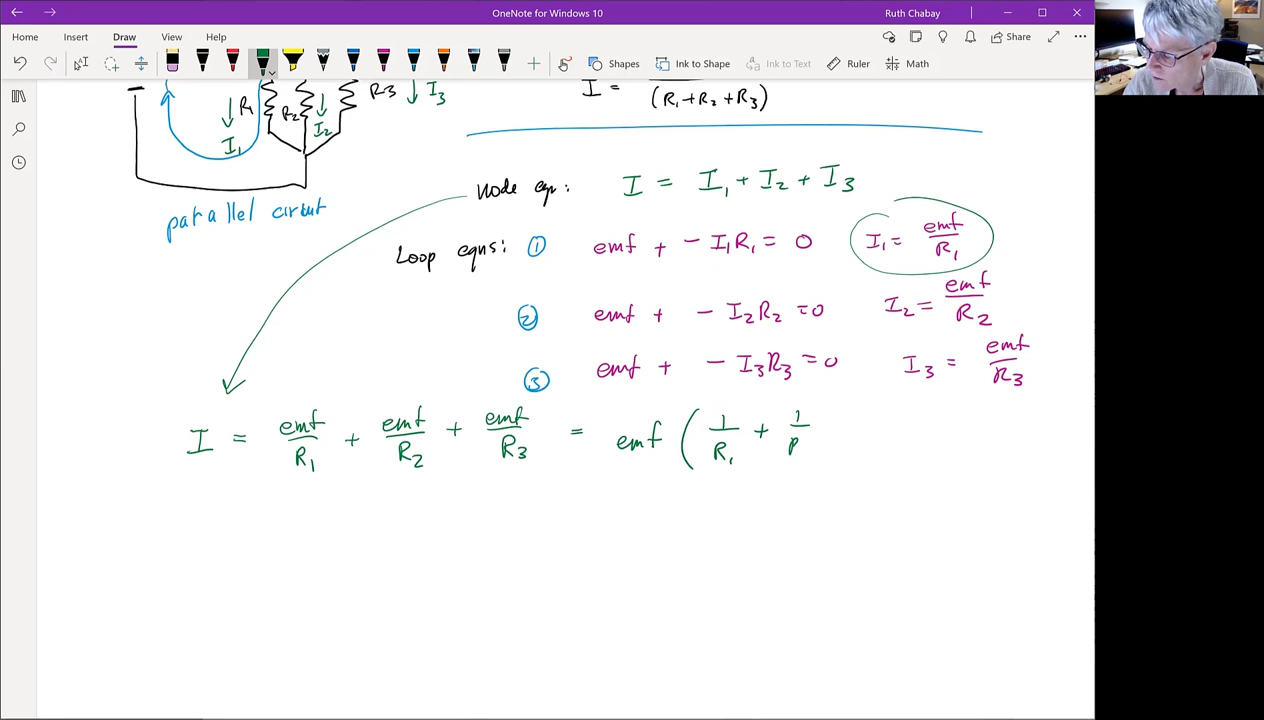 OneNote for Windows 10
Ruth Chabay
Home Insert Draw View Help
Share
Shapes Ink to Shape Ink to Text Ruler Math
R1 I1 R2 I2 R3 I3
I =
(R1+R2+R3)
parallel circuit
Node eqn: I = I1 + I2 + I3
Loop eqns: ① emf + - I1R1 = 0 I1 = emf/R1
② emf + - I2R2 = 0 I2 = emf/R2
③ emf + - I3R3 = 0 I3 = emf/R3
I = emf/R1 + emf/R2 + emf/R3 = emf ( 1/R1 + 1/